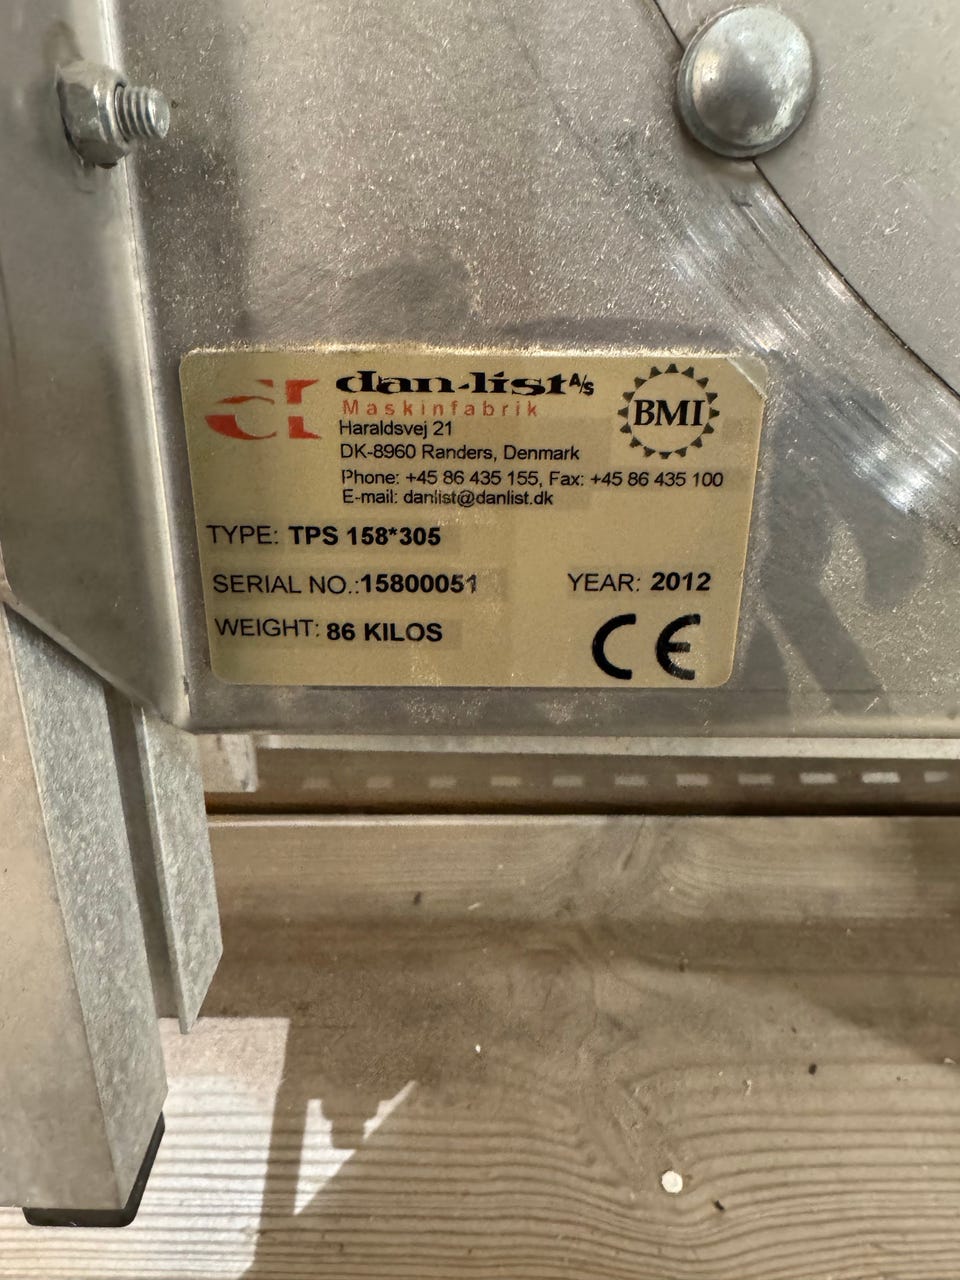 dan-list A/S
Maskinfabrik
BMI
Haraldsvej 21
DK-8960 Randers, Denmark
Phone: +45 86 435 155, Fax: +45 86 435 100
E-mail: danlist@danlist.dk
TYPE: TPS 158*305
SERIAL NO.:15800051 YEAR: 2012
WEIGHT: 86 KILOS
CE